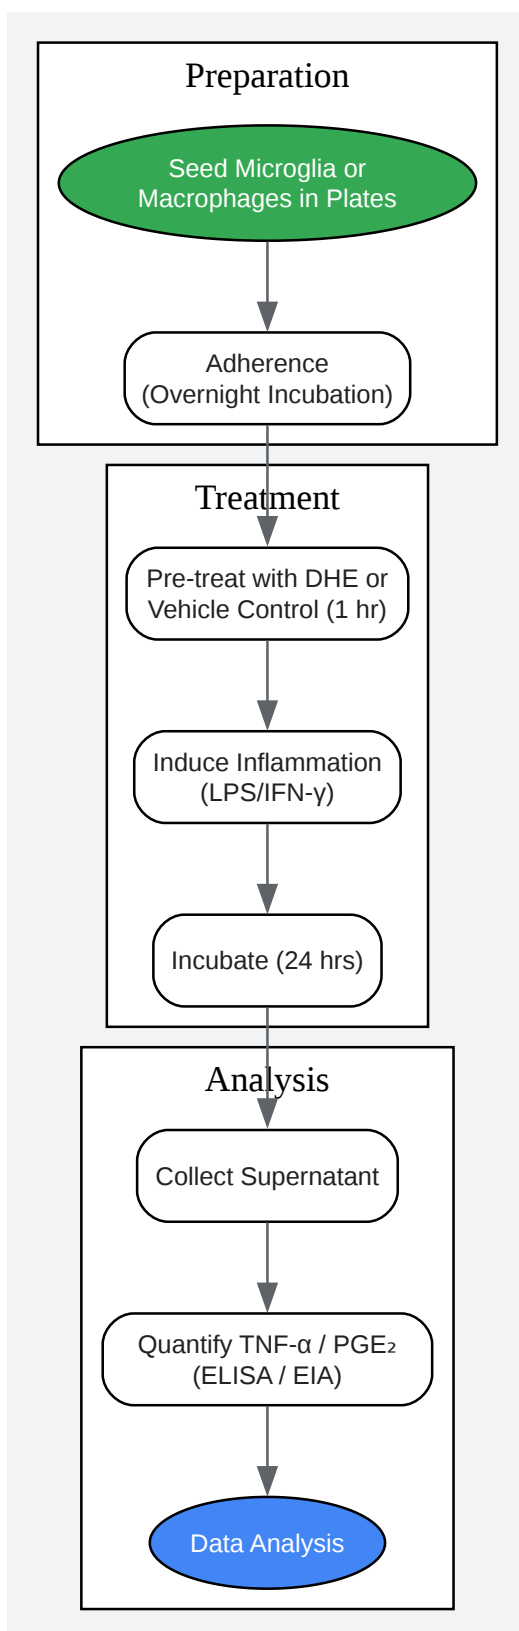 Preparation
Seed Microglia or
Macrophages in Plates
Adherence
(Overnight Incubation)
Treatment
Pre-treat with DHE or
Vehicle Control (1 hr)
Induce Inflammation
(LPS/IFN-γ)
Incubate (24 hrs)
Analysis
Collect Supernatant
Quantify TNF-α / PGE₂
(ELISA / EIA)
Data Analysis